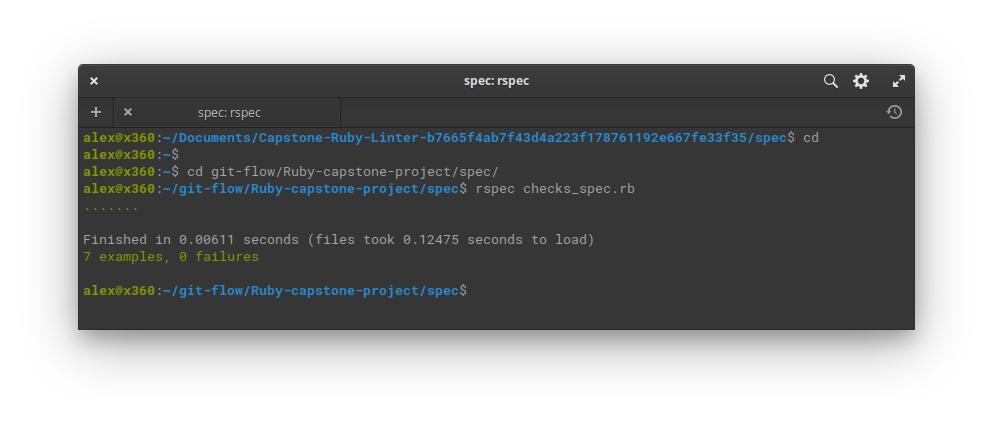 spec: rspec
spec: rspec
alex@x360:~/Documents/Capstone-Ruby-Linter-b7665f4ab7f43d4a223f178761192e667fe33f35/spec$ cd
alex@x360:~$
alex@x360:~$ cd git-flow/Ruby-capstone-project/spec/
alex@x360:~/git-flow/Ruby-capstone-project/spec$ rspec checks_spec.rb
.......
Finished in 0.00611 seconds (files took 0.12475 seconds to load)
7 examples, 0 failures
alex@x360:~/git-flow/Ruby-capstone-project/spec$